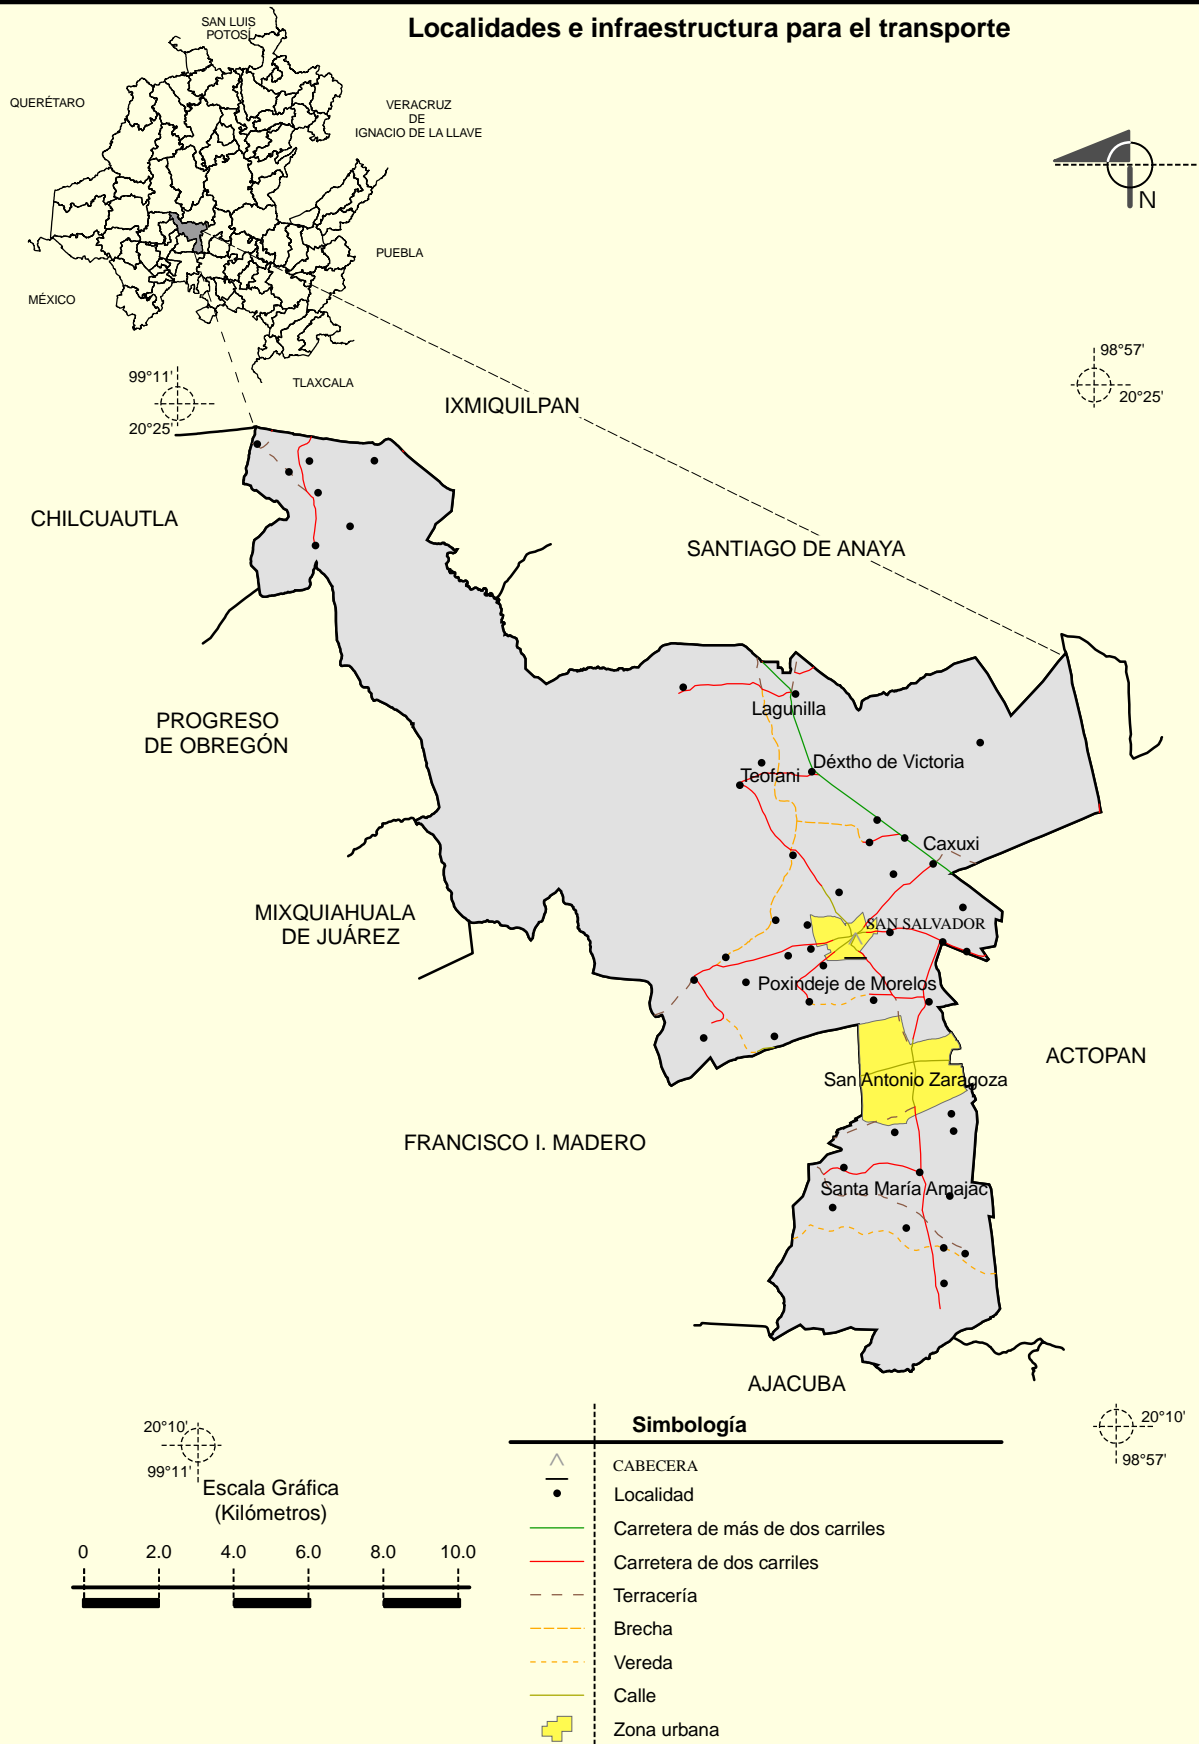 Localidades e infraestructura para el transporte
SAN LUIS
POTOSÍ
QUERÉTARO
VERACRUZ
DE
IGNACIO DE LA LLAVE
N
PUEBLA
MÉXICO
TLAXCALA
99°11'
20°25'
98°57'
20°25'
IXMIQUILPAN
CHILCUAUTLA
SANTIAGO DE ANAYA
PROGRESO
DE OBREGÓN
Lagunilla
Déxtho de Victoria
Teofani
Caxuxi
MIXQUIAHUALA
DE JUÁREZ
SAN SALVADOR
Poxindeje de Morelos
ACTOPAN
San Antonio Zaragoza
FRANCISCO I. MADERO
Santa María Amajac
AJACUBA
20°10'
99°11'
20°10'
98°57'
Escala Gráfica
(Kilómetros)
0 2.0 4.0 6.0 8.0 10.0
Simbología
CABECERA
Localidad
Carretera de más de dos carriles
Carretera de dos carriles
Terracería
Brecha
Vereda
Calle
Zona urbana